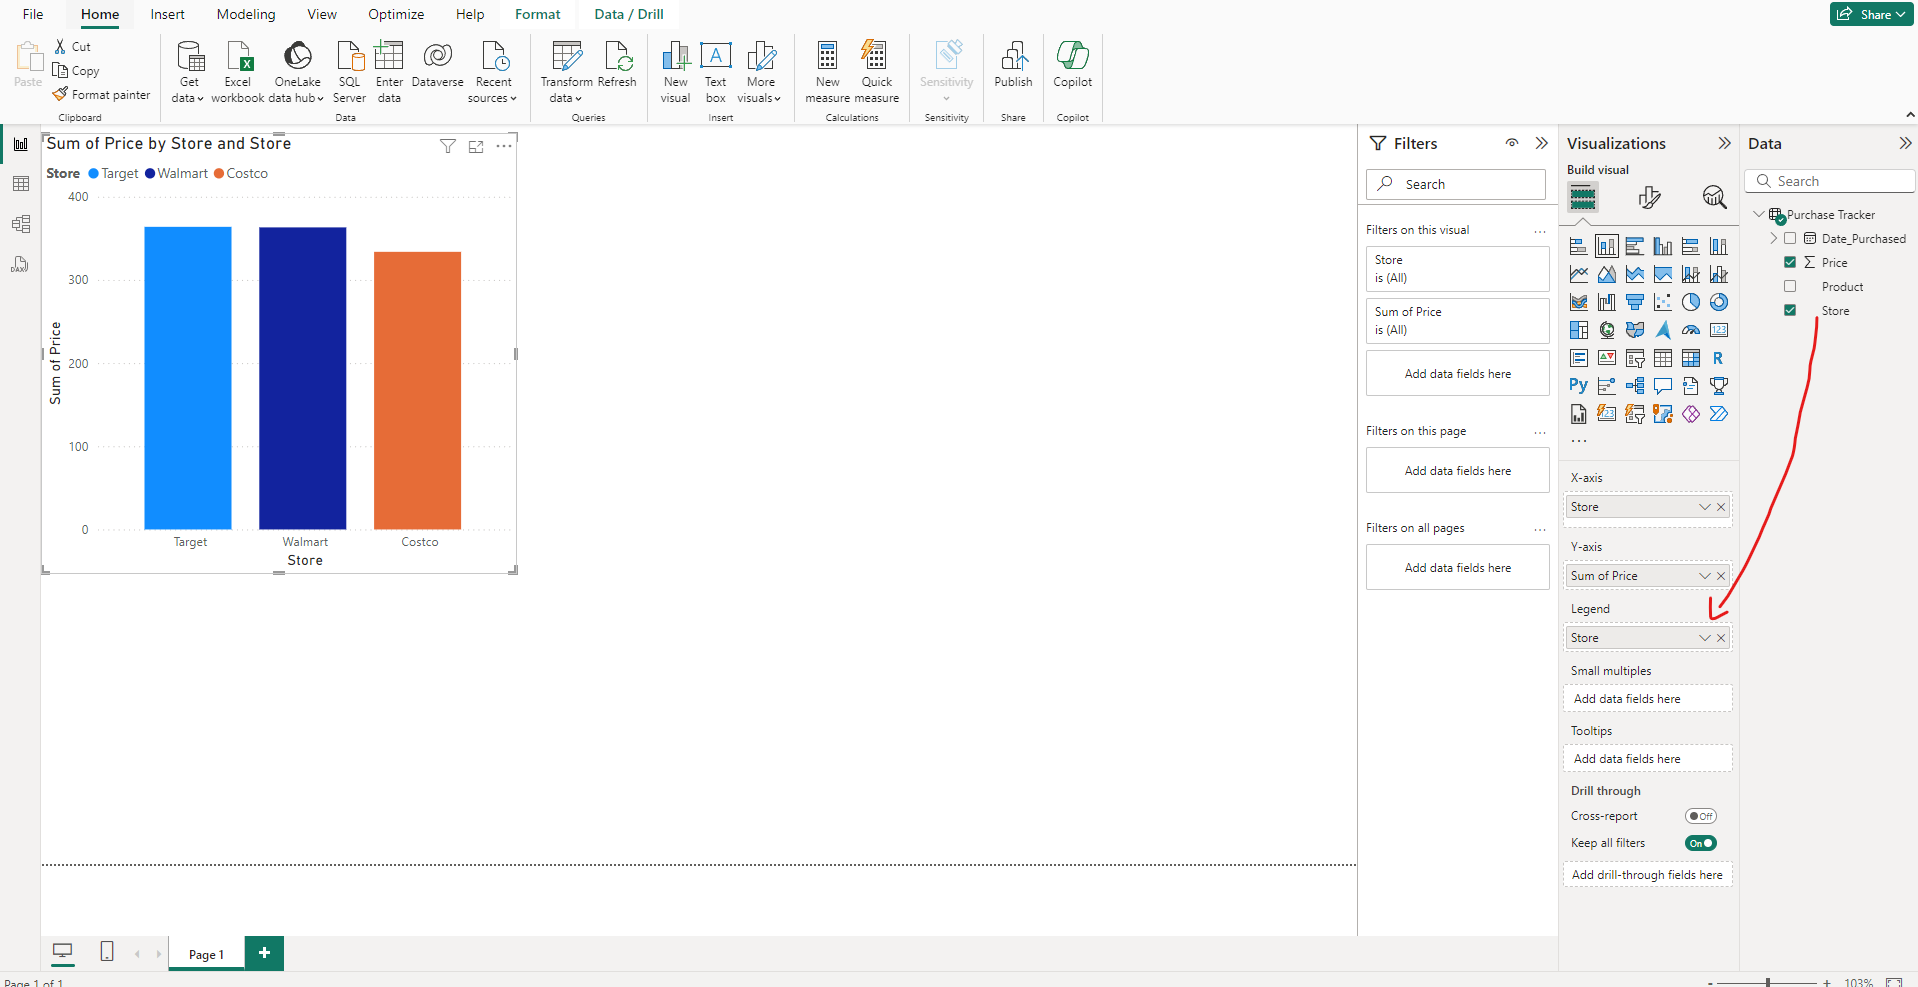 File Home Insert Modeling View Optimize Help Format Data / Drill Share
Paste
Cut
Copy
Format painter
Clipboard
Get data
Excel workbook
OneLake data hub
SQL Server
Enter data
Dataverse
Recent sources
Data
Transform data
Refresh
Queries
New visual
Text box
More visuals
Insert
New measure
Quick measure
Calculations
Sensitivity
Sensitivity
Publish
Share
Copilot
Copilot
Sum of Price by Store and Store
Store Target Walmart Costco
400
300
200
100
0
Sum of Price
Target Walmart Costco
Store
Filters
Search
Filters on this visual
Store
is (All)
Sum of Price
is (All)
Add data fields here
Filters on this page
Add data fields here
Filters on all pages
Add data fields here
Visualizations
Build visual
123
R
Py
123
X-axis
Store
Y-axis
Sum of Price
Legend
Store
Small multiples
Add data fields here
Tooltips
Add data fields here
Drill through
Cross-report Off
Keep all filters On
Add drill-through fields here
Data
Search
Purchase Tracker
Date_Purchased
Price
Product
Store
DAX
Page 1
Page 1 of 1
- + 103%